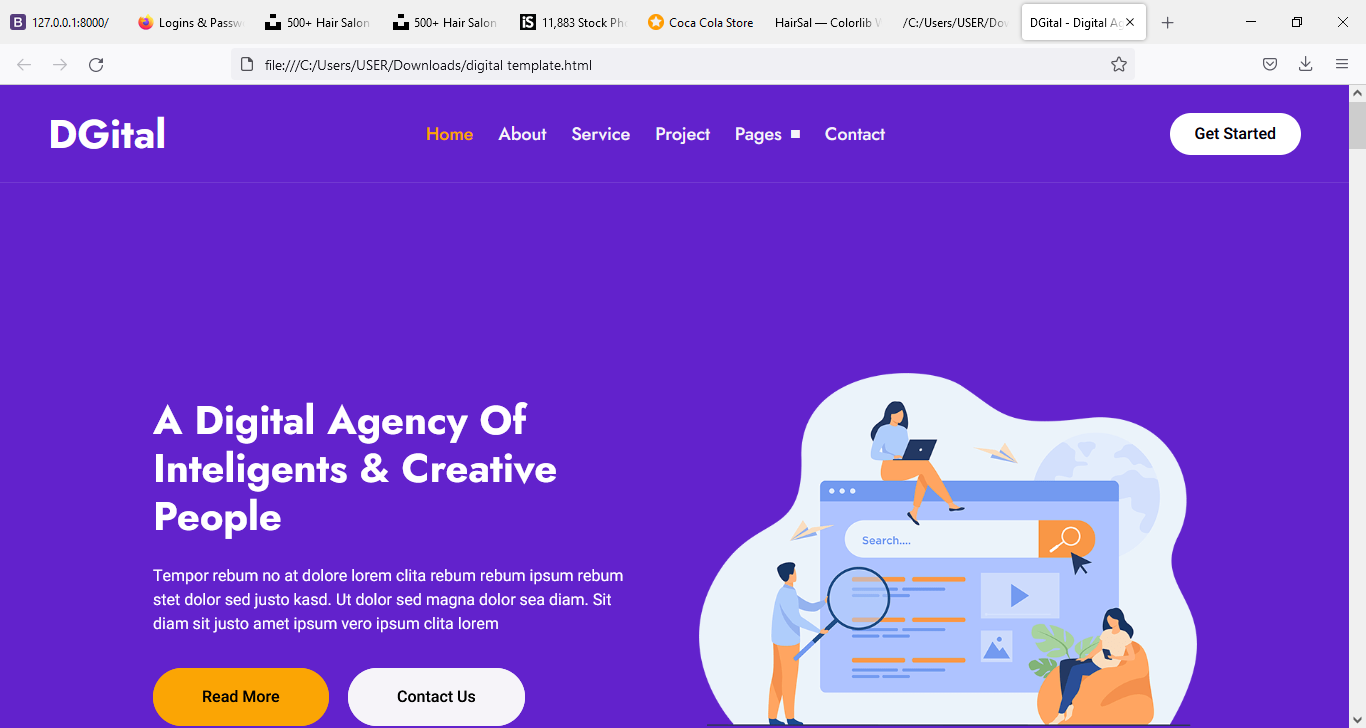 127.0.0.1:8000/
Logins & Passw
500+ Hair Salon
500+ Hair Salon
11,883 Stock Ph
Coca Cola Store
HairSal — Colorlib W
/C:/Users/USER/Dow
DGital - Digital Ag
file:///C:/Users/USER/Downloads/digital template.html
DGital
Home About Service Project Pages Contact
Get Started
A Digital Agency Of
Inteligents & Creative
People
Tempor rebum no at dolore lorem clita rebum rebum ipsum rebum
stet dolor sed justo kasd. Ut dolor sed magna dolor sea diam. Sit
diam sit justo amet ipsum vero ipsum clita lorem
Read More
Contact Us
Search....